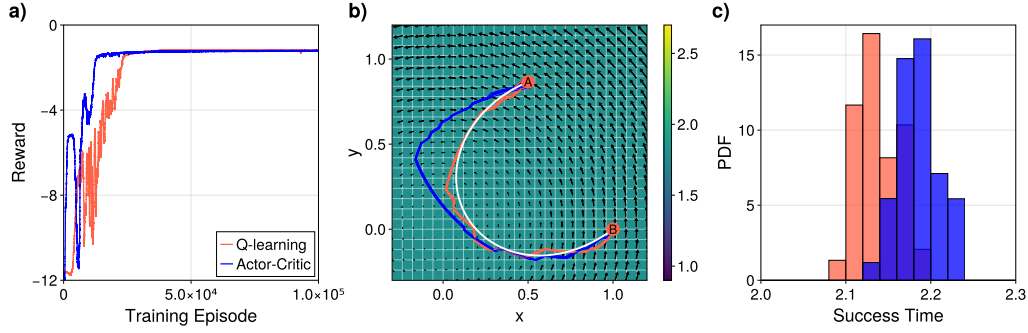 a)
0
−4
−8
−12
Reward
0
5.0×10⁴
1.0×10⁵
Training Episode
Q-learning
Actor-Critic
b)
1.0
0.5
0.0
y
0.0
0.5
1.0
x
A
B
2.5
2.0
1.5
1.0
c)
15
10
5
0
PDF
2.0
2.1
2.2
2.3
Success Time